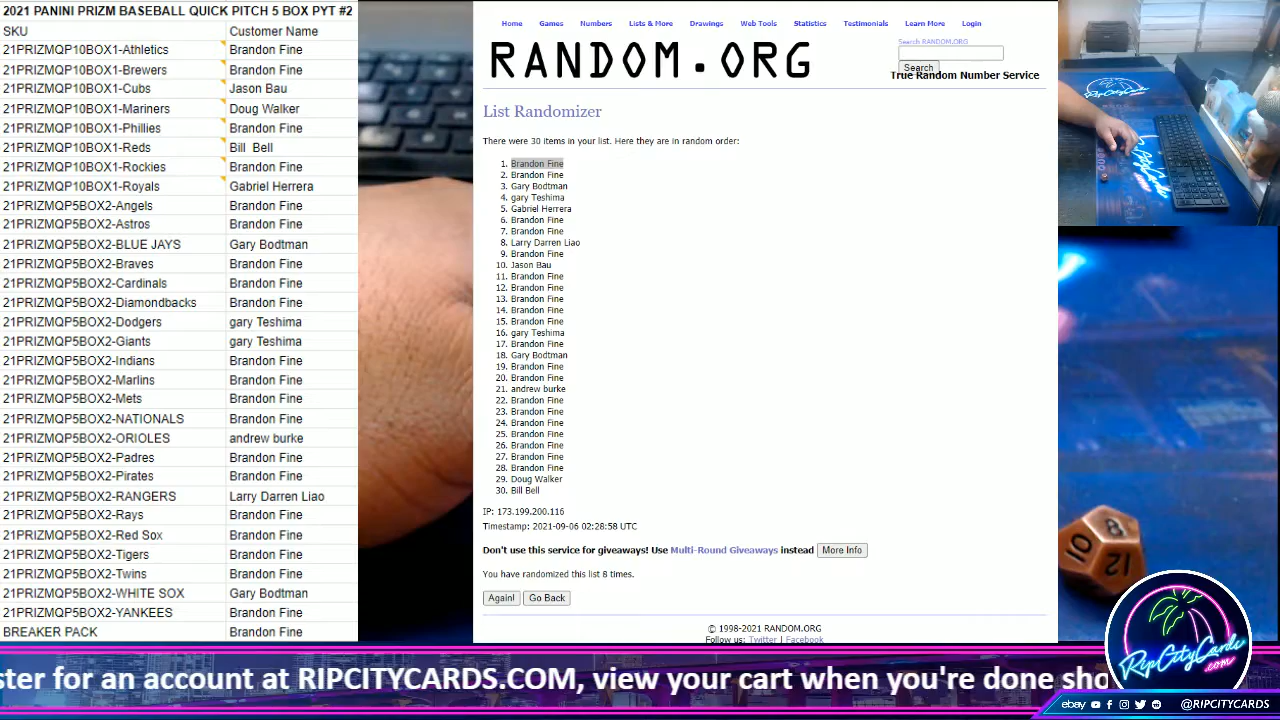 2021 PANINI PRIZM BASEBALL QUICK PITCH 5 BOX PYT #2
SKU Customer Name
21PRIZMQP10BOX1-Athletics Brandon Fine
21PRIZMQP10BOX1-Brewers Brandon Fine
21PRIZMQP10BOX1-Cubs Jason Bau
21PRIZMQP10BOX1-Mariners Doug Walker
21PRIZMQP10BOX1-Phillies Brandon Fine
21PRIZMQP10BOX1-Reds Bill Bell
21PRIZMQP10BOX1-Rockies Brandon Fine
21PRIZMQP10BOX1-Royals Gabriel Herrera
21PRIZMQP5BOX2-Angels Brandon Fine
21PRIZMQP5BOX2-Astros Brandon Fine
21PRIZMQP5BOX2-BLUE JAYS Gary Bodtman
21PRIZMQP5BOX2-Braves Brandon Fine
21PRIZMQP5BOX2-Cardinals Brandon Fine
21PRIZMQP5BOX2-Diamondbacks Brandon Fine
21PRIZMQP5BOX2-Dodgers gary Teshima
21PRIZMQP5BOX2-Giants gary Teshima
21PRIZMQP5BOX2-Indians Brandon Fine
21PRIZMQP5BOX2-Marlins Brandon Fine
21PRIZMQP5BOX2-Mets Brandon Fine
21PRIZMQP5BOX2-NATIONALS Brandon Fine
21PRIZMQP5BOX2-ORIOLES andrew burke
21PRIZMQP5BOX2-Padres Brandon Fine
21PRIZMQP5BOX2-Pirates Brandon Fine
21PRIZMQP5BOX2-RANGERS Larry Darren Liao
21PRIZMQP5BOX2-Rays Brandon Fine
21PRIZMQP5BOX2-Red Sox Brandon Fine
21PRIZMQP5BOX2-Tigers Brandon Fine
21PRIZMQP5BOX2-Twins Brandon Fine
21PRIZMQP5BOX2-WHITE SOX Gary Bodtman
21PRIZMQP5BOX2-YANKEES Brandon Fine
BREAKER PACK Brandon Fine
Home Games Numbers Lists & More Drawings Web Tools Statistics Testimonials Learn More Login
RANDOM.ORG
Search RANDOM.ORG
Search
True Random Number Service
List Randomizer
There were 30 items in your list. Here they are in random order:
1. Brandon Fine
2. Brandon Fine
3. Gary Bodtman
4. gary Teshima
5. Gabriel Herrera
6. Brandon Fine
7. Brandon Fine
8. Larry Darren Liao
9. Brandon Fine
10. Jason Bau
11. Brandon Fine
12. Brandon Fine
13. Brandon Fine
14. Brandon Fine
15. Brandon Fine
16. gary Teshima
17. Brandon Fine
18. Gary Bodtman
19. Brandon Fine
20. Brandon Fine
21. andrew burke
22. Brandon Fine
23. Brandon Fine
24. Brandon Fine
25. Brandon Fine
26. Brandon Fine
27. Brandon Fine
28. Brandon Fine
29. Doug Walker
30. Bill Bell
IP: 173.199.200.116
Timestamp: 2021-09-06 02:28:58 UTC
Don't use this service for giveaways! Use Multi-Round Giveaways instead More Info
You have randomized this list 8 times.
Again! Go Back
© 1998-2021 RANDOM.ORG
Follow us: Twitter | Facebook
8
10
12
ster for an account at RIPCITYCARDS.COM, view your cart when you're done sho
RipCityCards
.com
ebay @RIPCITYCARDS